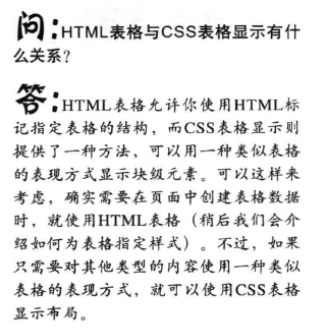 问：HTML表格与CSS表格显示有什
么关系？
答：HTML表格允许你使用HTML标
记指定表格的结构，而CSS表格显示则
提供了一种方法，可以用一种类似表格
的表现方式显示块级元素。可以这样来
考虑，确实需要在页面中创建表格数据
时，就使用HTML表格（稍后我们会介
绍如何为表格指定样式）。不过，如果
只需要对其他类型的内容使用一种类似
表格的表现方式，就可以使用CSS表格
显示布局。